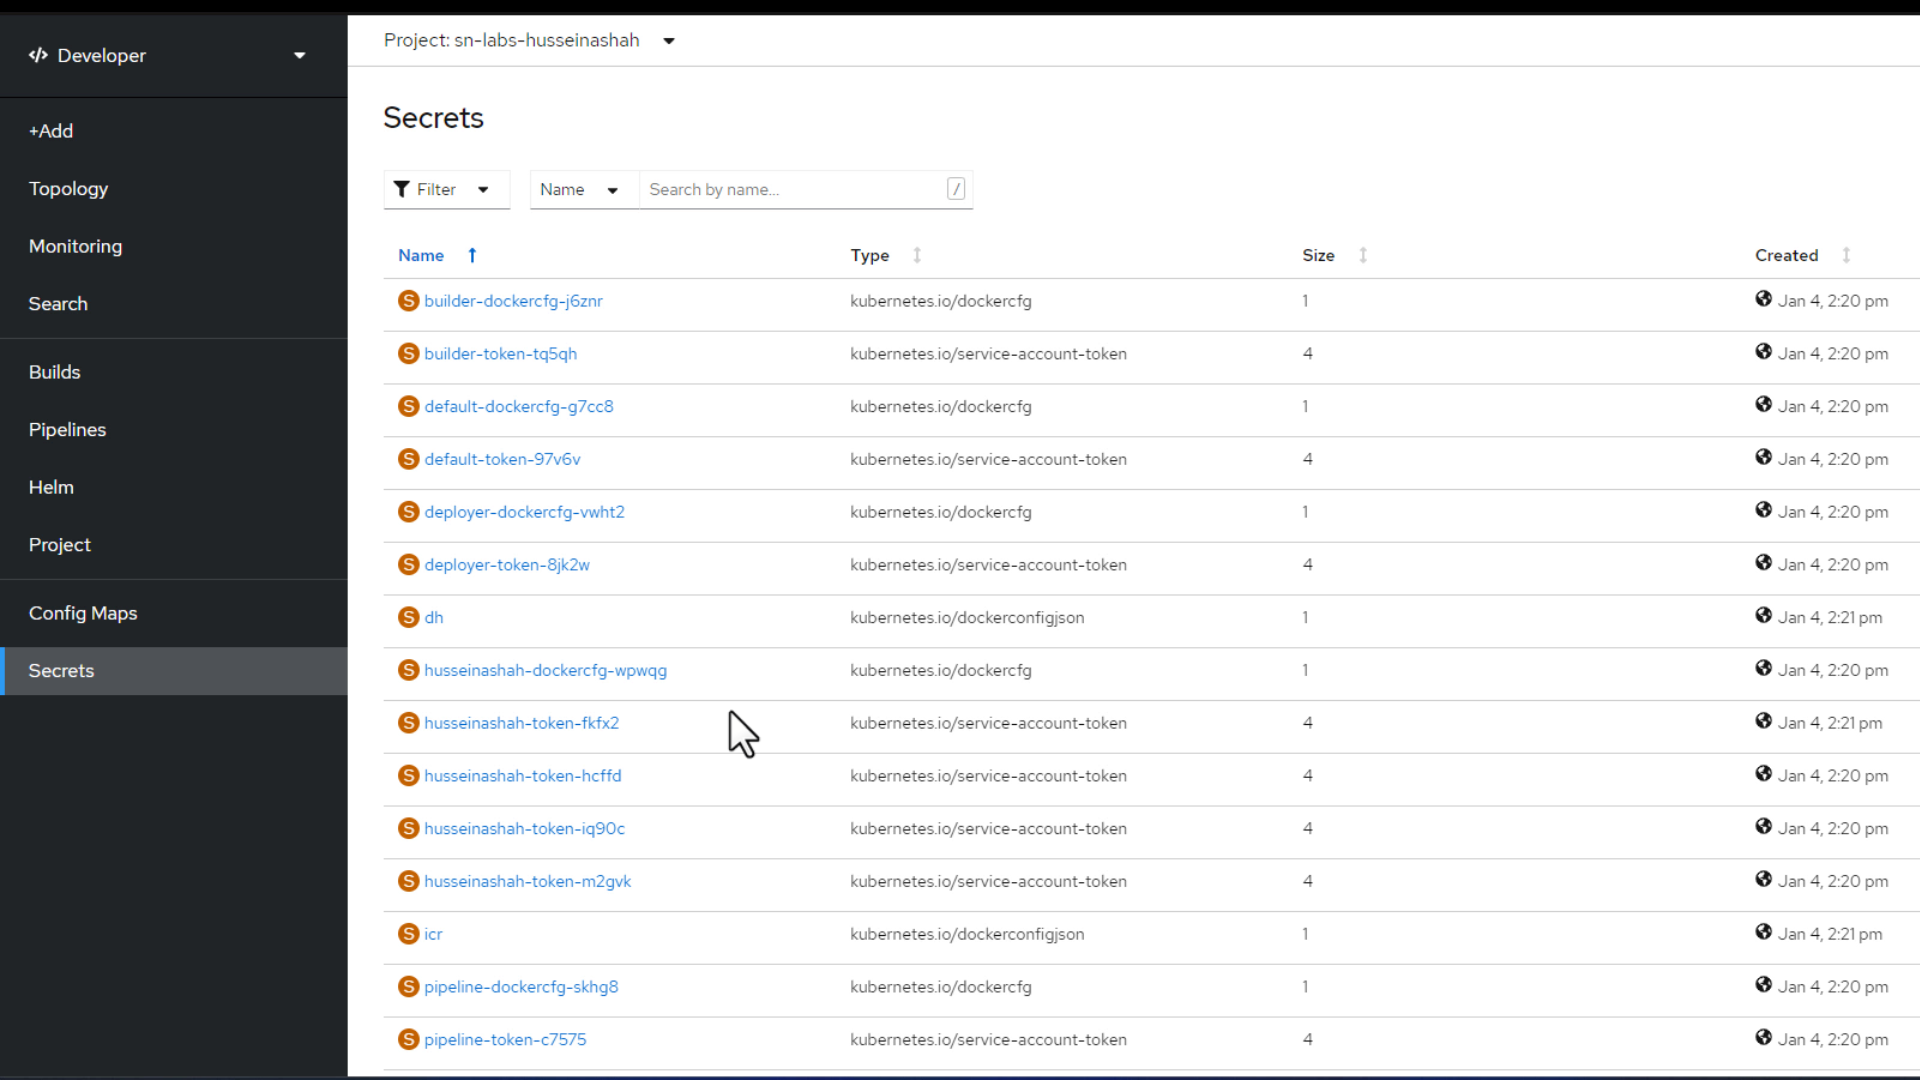 </> Developer
Project: sn-labs-husseinashah
+Add
Topology
Monitoring
Search
Builds
Pipelines
Helm
Project
Config Maps
Secrets
Secrets
Filter Name Search by name... /
Name Type Size Created
S builder-dockercfg-j6znr kubernetes.io/dockercfg 1 Jan 4, 2:20 pm
S builder-token-tq5qh kubernetes.io/service-account-token 4 Jan 4, 2:20 pm
S default-dockercfg-g7cc8 kubernetes.io/dockercfg 1 Jan 4, 2:20 pm
S default-token-97v6v kubernetes.io/service-account-token 4 Jan 4, 2:20 pm
S deployer-dockercfg-vwht2 kubernetes.io/dockercfg 1 Jan 4, 2:20 pm
S deployer-token-8jk2w kubernetes.io/service-account-token 4 Jan 4, 2:20 pm
S dh kubernetes.io/dockerconfigjson 1 Jan 4, 2:21 pm
S husseinashah-dockercfg-wpwqg kubernetes.io/dockercfg 1 Jan 4, 2:20 pm
S husseinashah-token-fkfx2 kubernetes.io/service-account-token 4 Jan 4, 2:21 pm
S husseinashah-token-hcffd kubernetes.io/service-account-token 4 Jan 4, 2:20 pm
S husseinashah-token-iq90c kubernetes.io/service-account-token 4 Jan 4, 2:20 pm
S husseinashah-token-m2gvk kubernetes.io/service-account-token 4 Jan 4, 2:20 pm
S icr kubernetes.io/dockerconfigjson 1 Jan 4, 2:21 pm
S pipeline-dockercfg-skhg8 kubernetes.io/dockercfg 1 Jan 4, 2:20 pm
S pipeline-token-c7575 kubernetes.io/service-account-token 4 Jan 4, 2:20 pm